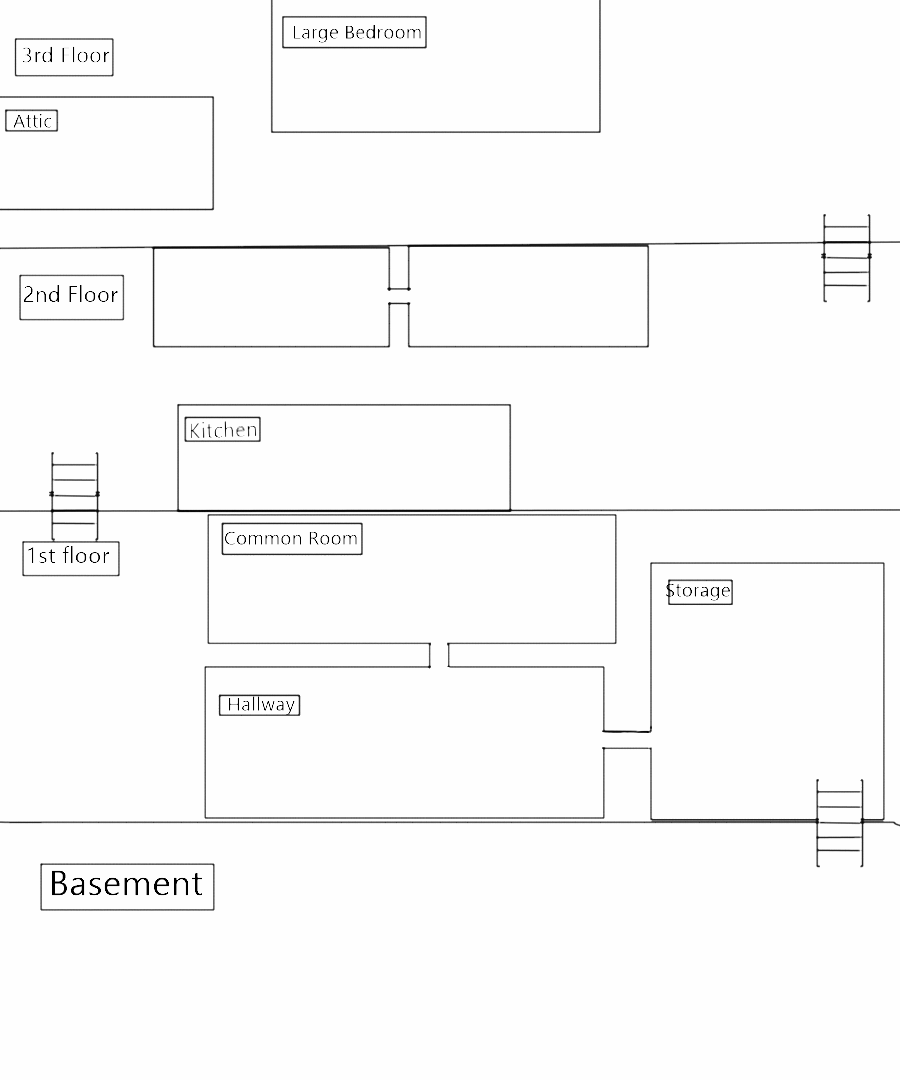 Large Bedroom
3rd Floor
Attic
2nd Floor
Kitchen
Common Room
1st floor
Storage
Hallway
Basement